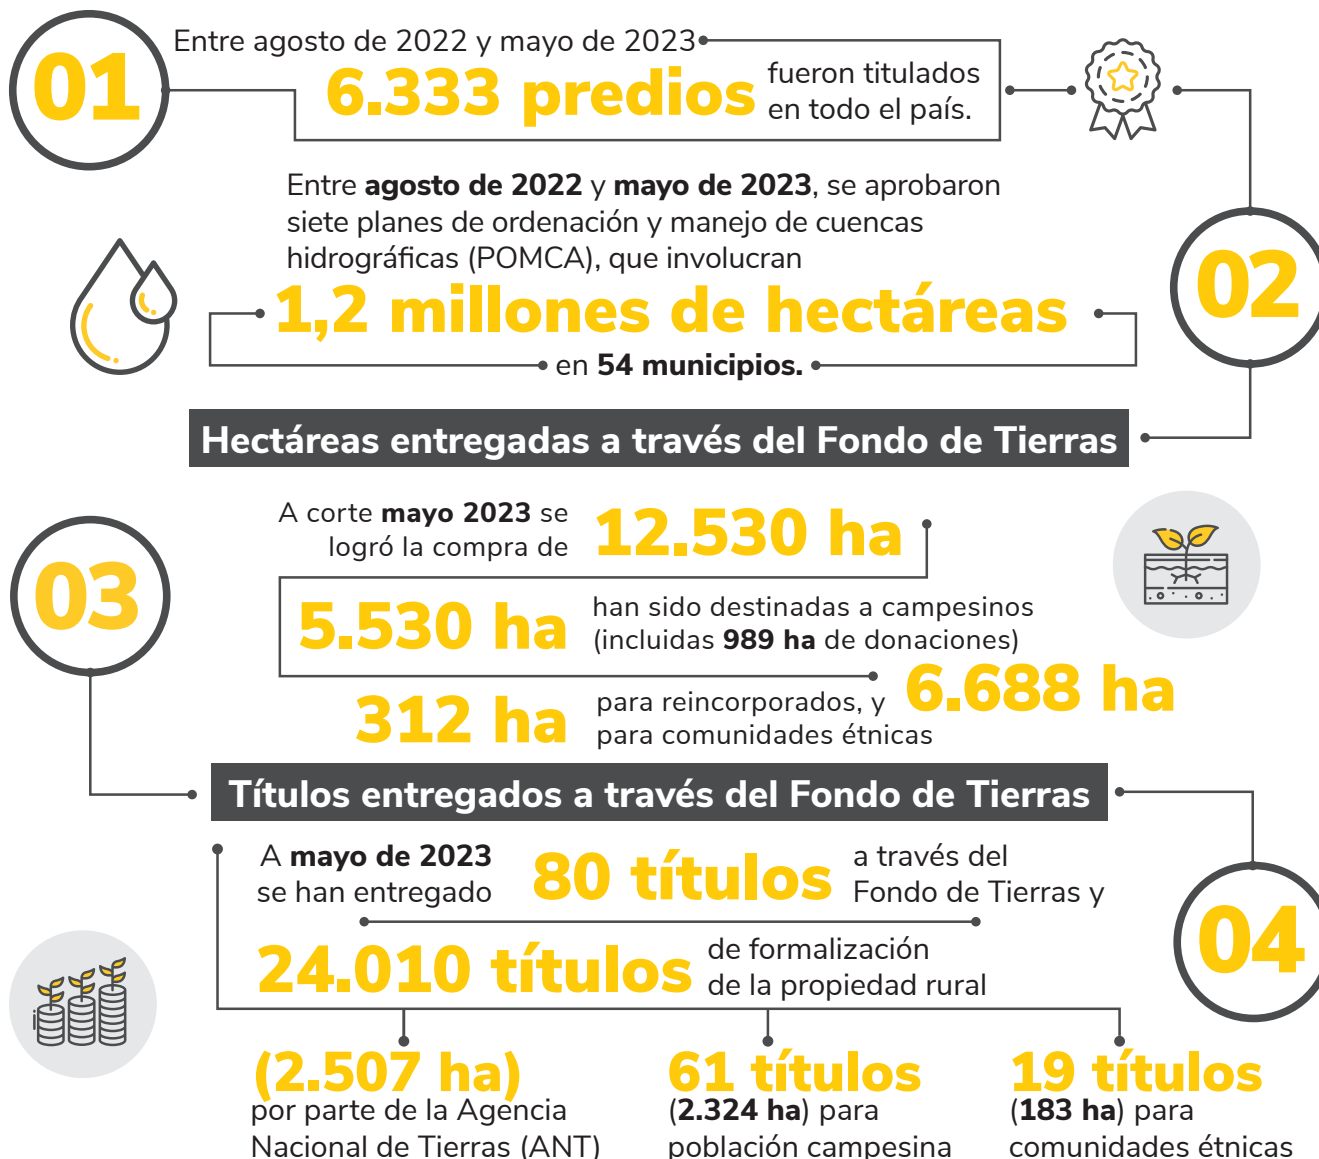 01
Entre agosto de 2022 y mayo de 2023
6.333 predios
fueron titulados
en todo el país.
02
Entre agosto de 2022 y mayo de 2023, se aprobaron
siete planes de ordenación y manejo de cuencas
hidrográficas (POMCA), que involucran
1,2 millones de hectáreas
en 54 municipios.
Hectáreas entregadas a través del Fondo de Tierras
03
A corte mayo 2023 se
logró la compra de
12.530 ha
5.530 ha
han sido destinadas a campesinos
(incluidas 989 ha de donaciones)
312 ha
para reincorporados, y
6.688 ha
para comunidades étnicas
Títulos entregados a través del Fondo de Tierras
04
A mayo de 2023
se han entregado
80 títulos
a través del
Fondo de Tierras y
24.010 títulos
de formalización
de la propiedad rural
(2.507 ha)
por parte de la Agencia
Nacional de Tierras (ANT)
61 títulos
(2.324 ha) para
población campesina
19 títulos
(183 ha) para
comunidades étnicas